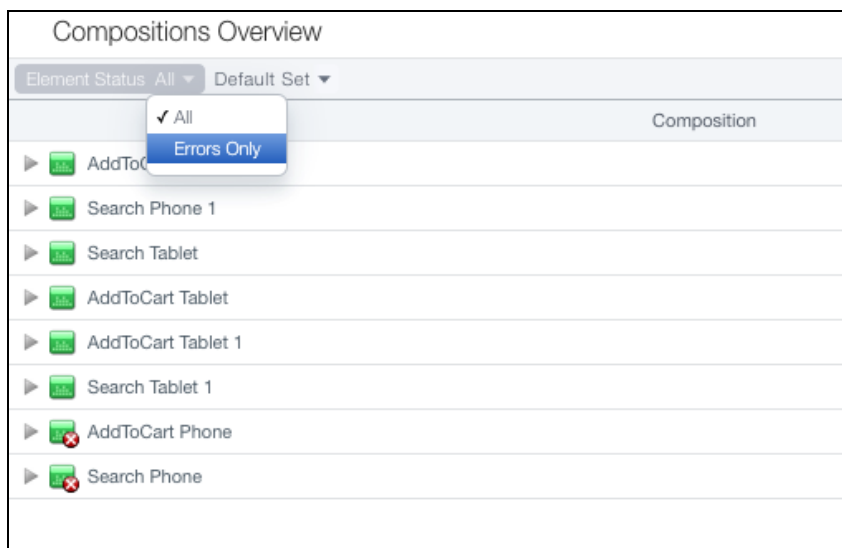 Compositions Overview
Element Status All Default Set
✓ All
Composition
Errors Only
AddToC
Search Phone 1
Search Tablet
AddToCart Tablet
AddToCart Tablet 1
Search Tablet 1
AddToCart Phone
Search Phone